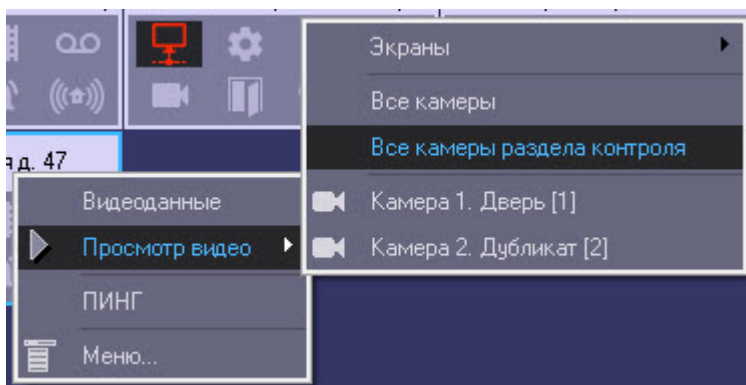 Экраны
Все камеры
Все камеры раздела контроля
Камера 1. Дверь [1]
Камера 2. Дубликат [2]
я д. 47
Видеоданные
Просмотр видео
ПИНГ
Меню...